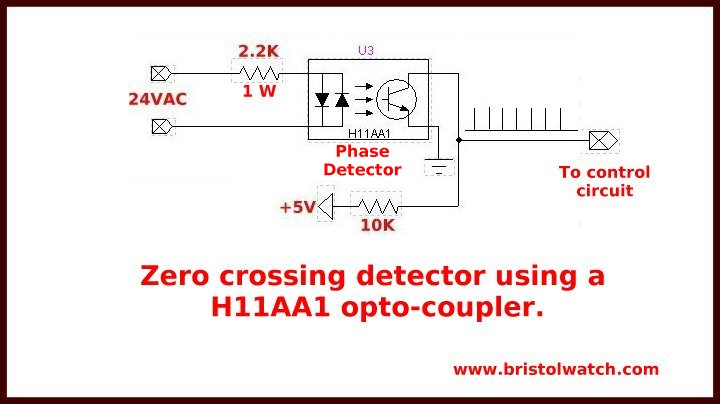 2.2K
U3
1 W
24VAC
H11AA1
Phase
Detector
To control
circuit
+5V
10K
Zero crossing detector using a
H11AA1 opto-coupler.
www.bristolwatch.com